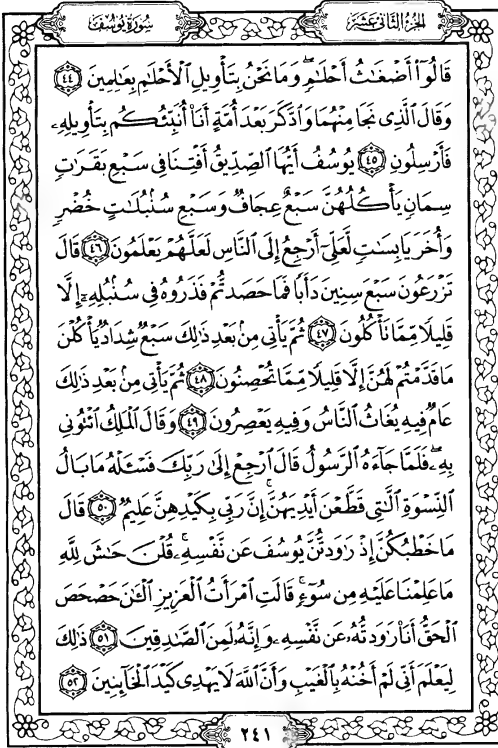 سُورَةُ يُوسُفَ
الجزء الثاني عشر
قَالُوٓاْ أَضۡغَٰثُ أَحۡلَٰمٖۖ وَمَا نَحۡنُ بِتَأۡوِيلِ ٱلۡأَحۡلَٰمِ بِعَٰلِمِينَ ٤٤
وَقَالَ ٱلَّذِي نَجَا مِنۡهُمَا وَٱدَّكَرَ بَعۡدَ أُمَّةٍ أَنَا۠ أُنَبِّئُكُم بِتَأۡوِيلِهِۦ
فَأَرۡسِلُونِ ٤٥ يُوسُفُ أَيُّهَا ٱلصِّدِّيقُ أَفۡتِنَا فِي سَبۡعِ بَقَرَٰتٖ
سِمَانٖ يَأۡكُلُهُنَّ سَبۡعٌ عِجَافٞ وَسَبۡعِ سُنۢبُلَٰتٍ خُضۡرٖ
وَأُخَرَ يَابِسَٰتٖ لَّعَلِّيٓ أَرۡجِعُ إِلَى ٱلنَّاسِ لَعَلَّهُمۡ يَعۡلَمُونَ ٤٦ قَالَ
تَزۡرَعُونَ سَبۡعَ سِنِينَ دَأَبٗا فَمَا حَصَدتُّمۡ فَذَرُوهُ فِي سُنۢبُلِهِۦٓ إِلَّا
قَلِيلٗا مِّمَّا تَأۡكُلُونَ ٤٧ ثُمَّ يَأۡتِي مِنۢ بَعۡدِ ذَٰلِكَ سَبۡعٞ شِدَادٞ يَأۡكُلۡنَ
مَا قَدَّمۡتُمۡ لَهُنَّ إِلَّا قَلِيلٗا مِّمَّا تُحۡصِنُونَ ٤٨ ثُمَّ يَأۡتِي مِنۢ بَعۡدِ ذَٰلِكَ
عَامٞ فِيهِ يُغَاثُ ٱلنَّاسُ وَفِيهِ يَعۡصِرُونَ ٤٩ وَقَالَ ٱلۡمَلِكُ ٱئۡتُونِي
بِهِۦۖ فَلَمَّا جَآءَهُ ٱلرَّسُولُ قَالَ ٱرۡجِعۡ إِلَىٰ رَبِّكَ فَسۡـَٔلۡهُ مَا بَالُ
ٱلنِّسۡوَةِ ٱلَّٰتِي قَطَّعۡنَ أَيۡدِيَهُنَّۚ إِنَّ رَبِّي بِكَيۡدِهِنَّ عَلِيمٞ ٥٠ قَالَ
مَا خَطۡبُكُنَّ إِذۡ رَٰوَدتُّنَّ يُوسُفَ عَن نَّفۡسِهِۦۚ قُلۡنَ حَٰشَ لِلَّهِ
مَا عَلِمۡنَا عَلَيۡهِ مِن سُوٓءٖۚ قَالَتِ ٱمۡرَأَتُ ٱلۡعَزِيزِ ٱلۡـَٰٔنَ حَصۡحَصَ
ٱلۡحَقُّ أَنَا۠ رَٰوَدتُّهُۥ عَن نَّفۡسِهِۦ وَإِنَّهُۥ لَمِنَ ٱلصَّٰدِقِينَ ٥١ ذَٰلِكَ
لِيَعۡلَمَ أَنِّي لَمۡ أَخُنۡهُ بِٱلۡغَيۡبِ وَأَنَّ ٱللَّهَ لَا يَهۡدِي كَيۡدَ ٱلۡخَآئِنِينَ ٥٢
٢٤١